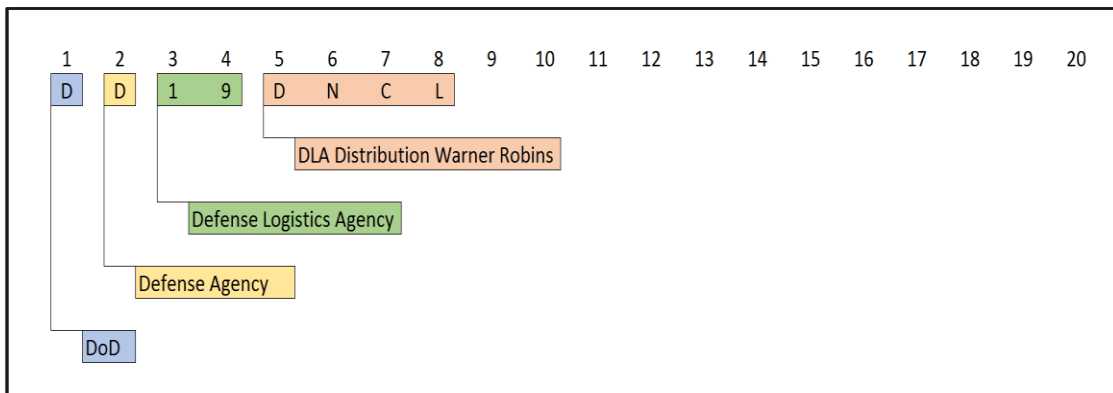 1 2 3 4 5 6 7 8 9 10 11 12 13 14 15 16 17 18 19 20
D D 1 9 D N C L
DLA Distribution Warner Robins
Defense Logistics Agency
Defense Agency
DoD